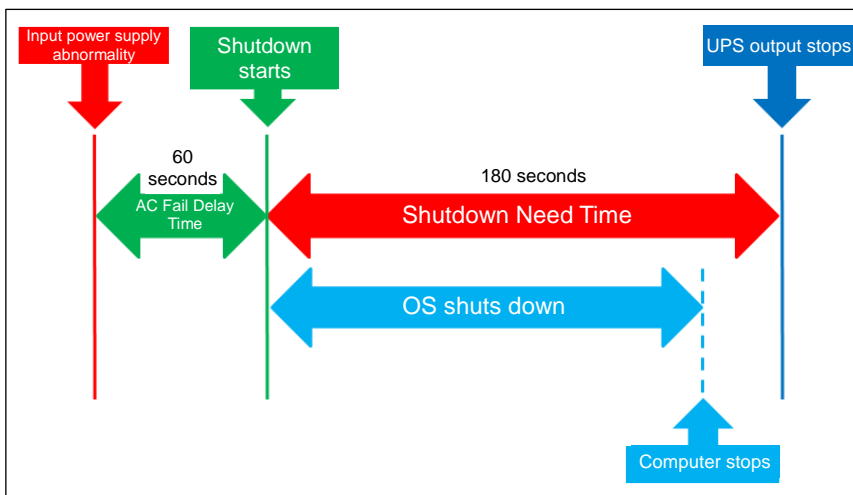 Input power supply
abnormality
Shutdown
starts
UPS output stops
60
seconds
AC Fail Delay
Time
180 seconds
Shutdown Need Time
OS shuts down
Computer stops